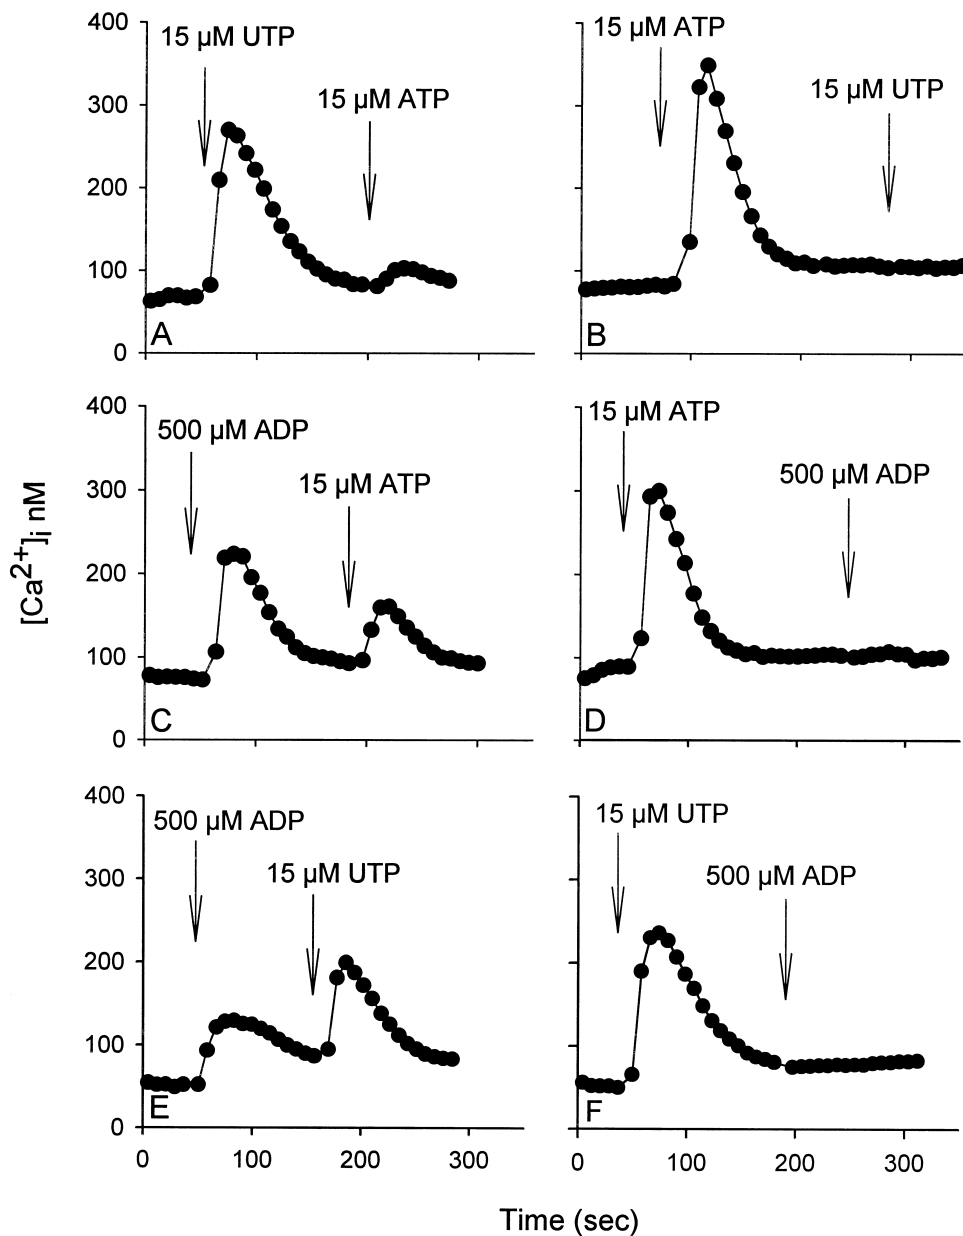 400
300
200
100
0
15 µM UTP
15 µM ATP
A
15 µM ATP
15 µM UTP
B
400
300
200
100
0
500 µM ADP
15 µM ATP
C
15 µM ATP
500 µM ADP
D
[Ca2+]i nM
400
300
200
100
0
500 µM ADP
15 µM UTP
E
15 µM UTP
500 µM ADP
F
0 100 200 300
0 100 200 300
Time (sec)